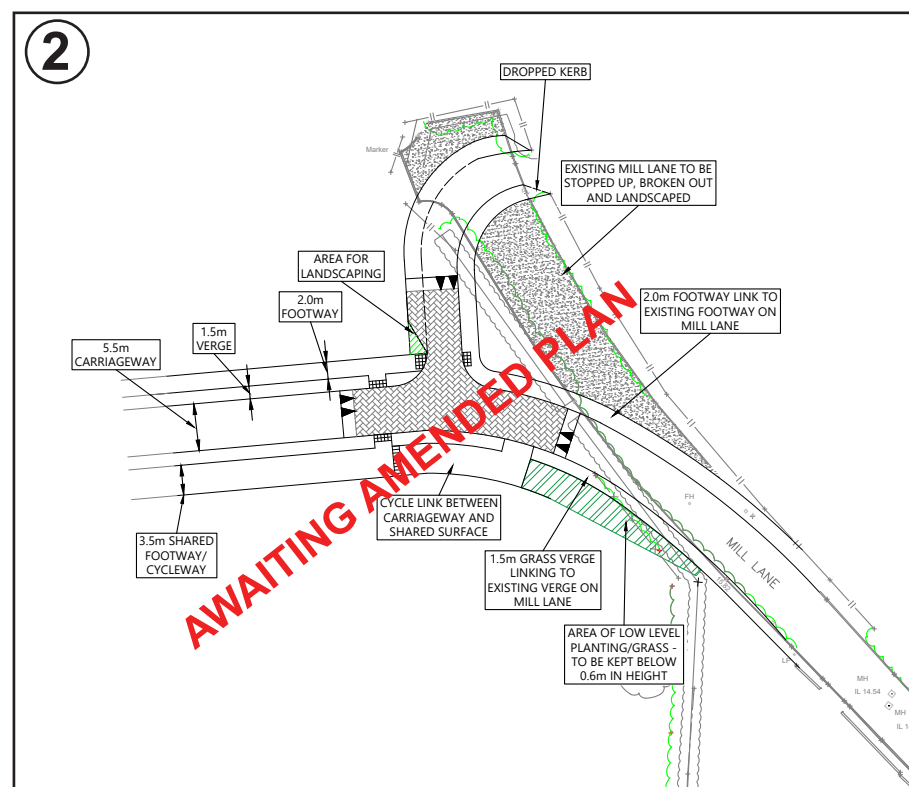 2
DROPPED KERB
Marker
EXISTING MILL LANE TO BE
STOPPED UP, BROKEN OUT
AND LANDSCAPED
AREA FOR
LANDSCAPING
2.0m
FOOTWAY
2.0m FOOTWAY LINK TO
EXISTING FOOTWAY ON
MILL LANE
1.5m
VERGE
5.5m
CARRIAGEWAY
AWAITING AMENDED PLAN
CYCLE LINK BETWEEN
CARRIAGEWAY AND
SHARED SURFACE
FH
MILL LANE
3.5m SHARED
FOOTWAY/
CYCLEWAY
1.5m GRASS VERGE
LINKING TO
EXISTING VERGE ON
MILL LANE
AREA OF LOW LEVEL
PLANTING/GRASS -
TO BE KEPT BELOW
0.6m IN HEIGHT
LP
MH
IL 14.54
MH